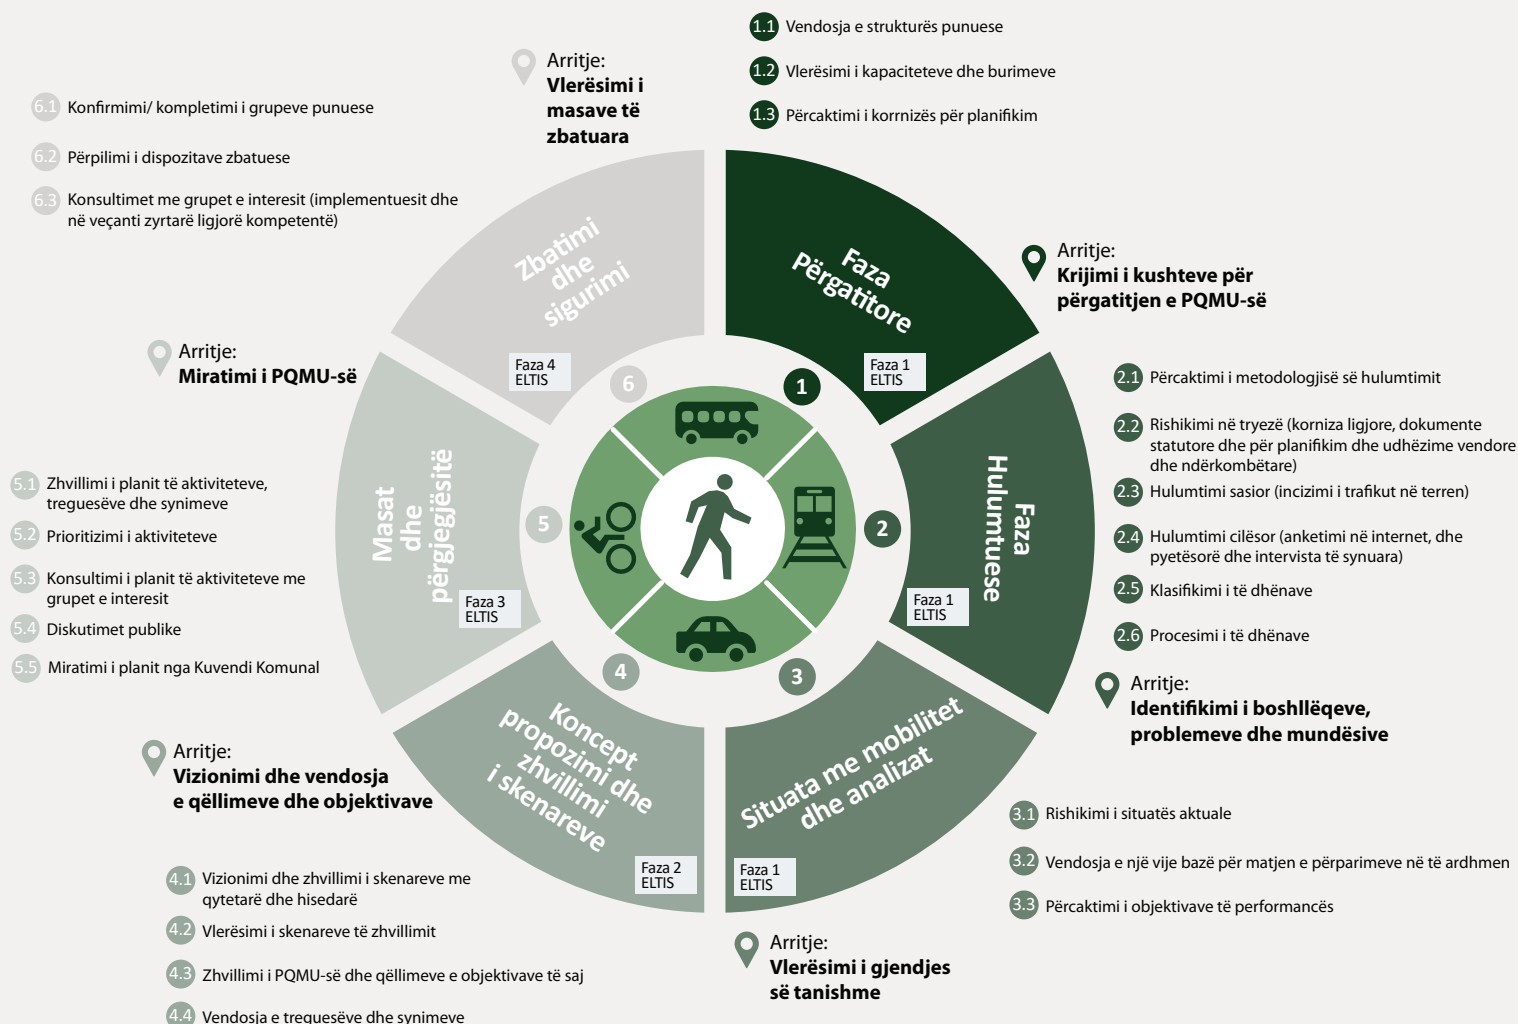 1.1 Vendosja e strukturës punuese
1.2 Vlerësimi i kapaciteteve dhe burimeve
1.3 Përcaktimi i korrnizës për planifikim
Arritje:
Vlerësimi i
masave të
zbatuara
6.1 Konfirmimi/ kompletimi i grupeve punuese
6.2 Përpilimi i dispozitave zbatuese
6.3 Konsultimet me grupet e interesit (implementuesit dhe
në veçanti zyrtarë ligjorë kompetentë)
Zbatimi
dhe
sigurimi
Faza 4
ELTIS
6
Faza
Përgatitore
Faza 1
ELTIS
1
Arritje:
Krijimi i kushteve për
përgatitjen e PQMU-së
Arritje:
Miratimi i PQMU-së
2.1 Përcaktimi i metodologjisë së hulumtimit
2.2 Rishikimi në tryezë (korniza ligjore, dokumente
statutore dhe për planifikim dhe udhëzime vendore
dhe ndërkombëtare)
2.3 Hulumtimi sasior (incizimi i trafikut në terren)
2.4 Hulumtimi cilësor (anketimi në internet, dhe
pyetësorë dhe intervista të synuara)
2.5 Klasifikimi i të dhënave
2.6 Procesimi i të dhënave
Faza
Hulumtuese
Faza 1
ELTIS
2
Masat
dhe
përgjegjësitë
Faza 3
ELTIS
5
5.1 Zhvillimi i planit të aktiviteteve,
treguesëve dhe synimeve
5.2 Prioritizimi i aktiviteteve
5.3 Konsultimi i planit të aktiviteteve me
grupet e interesit
5.4 Diskutimet publike
5.5 Miratimi i planit nga Kuvendi Komunal
Arritje:
Identifikimi i boshllëqeve,
problemeve dhe mundësive
4
3
Koncept
propozimi dhe
zhvillimi
i skenareve
Faza 2
ELTIS
Situata me mobilitet
dhe analizat
Faza 1
ELTIS
Arritje:
Vizionimi dhe vendosja
e qëllimeve dhe objektivave
3.1 Rishikimi i situatës aktuale
3.2 Vendosja e një vije bazë për matjen e përparimeve në të ardhmen
3.3 Përcaktimi i objektivave të performancës
4.1 Vizionimi dhe zhvillimi i skenareve me
qytetarë dhe hisedarë
4.2 Vlerësimi i skenareve të zhvillimit
4.3 Zhvillimi i PQMU-së dhe qëllimeve e objektivave të saj
4.4 Vendosja e treguesëve dhe synimeve
Arritje:
Vlerësimi i gjendjes
së tanishme